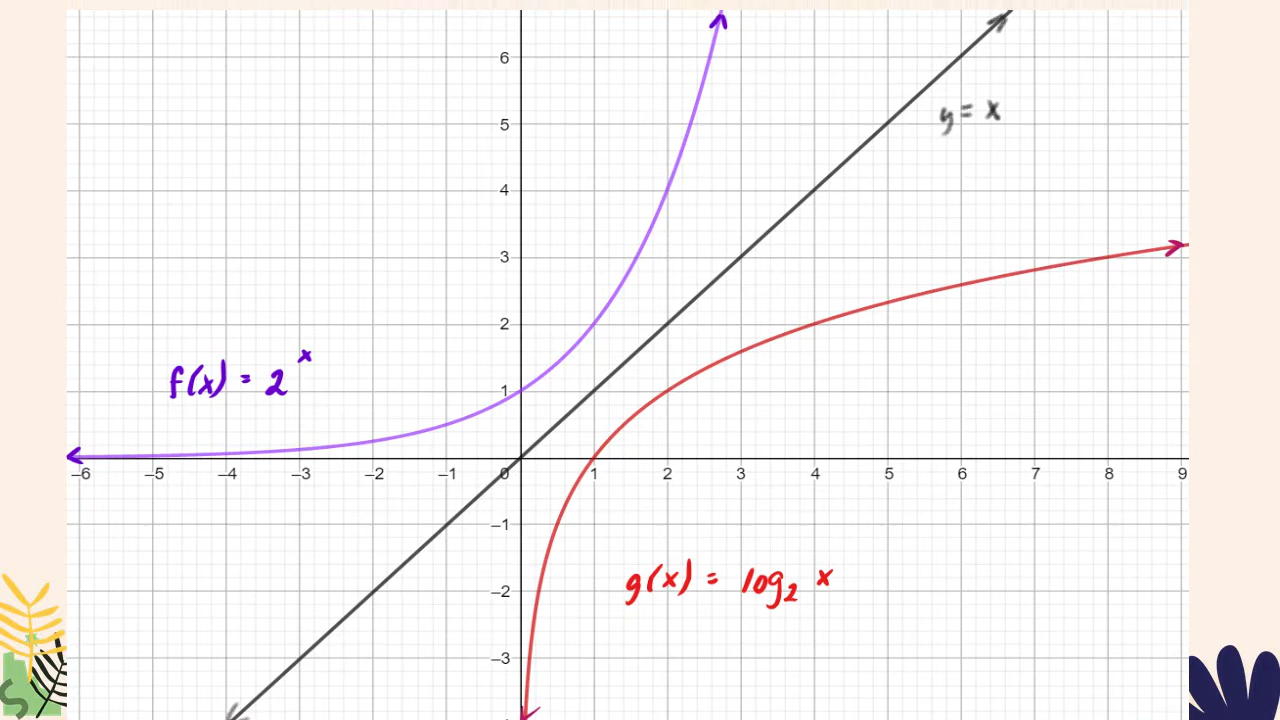 6
5
y = x
4
3
2
f(x) = 2^x
1
–6 –5 –4 –3 –2 –1 0 1 2 3 4 5 6 7 8 9
–1
g(x) = log₂ x
–2
–3
S